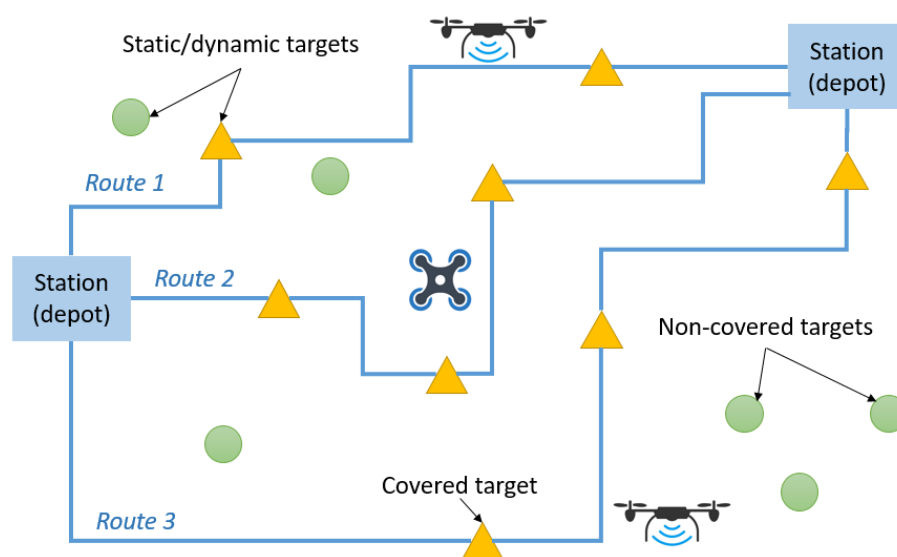 Static/dynamic targets
Station
(depot)
Route 1
Station
(depot)
Route 2
Non-covered targets
Covered target
Route 3